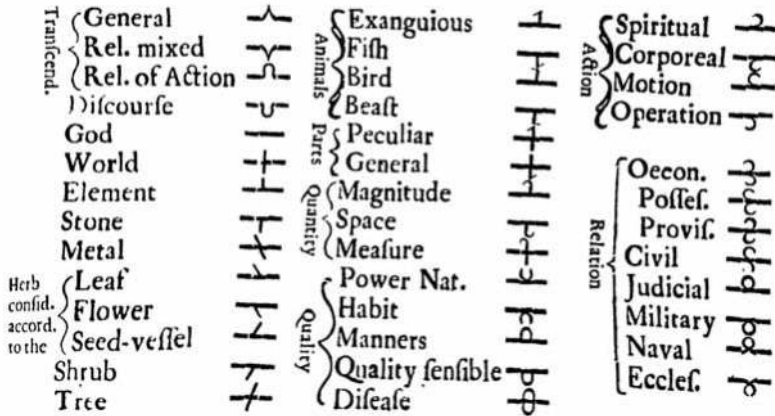 Transcend.
General
Rel. mixed
Rel. of Action
Diſcourſe
God
World
Element
Stone
Metal
Herb
conſid.
accord.
to the
Leaf
Flower
Seed-veſſel
Shrub
Tree
Animals
Exanguious
Fiſh
Bird
Beaſt
Parts
Peculiar
General
Quantity
Magnitude
Space
Meaſure
Quality
Power Nat.
Habit
Manners
Quality ſenſible
Diſeaſe
Action
Spiritual
Corporeal
Motion
Operation
Relation
Oecon.
Poſſeſ.
Proviſ.
Civil
Judicial
Military
Naval
Eccleſ.